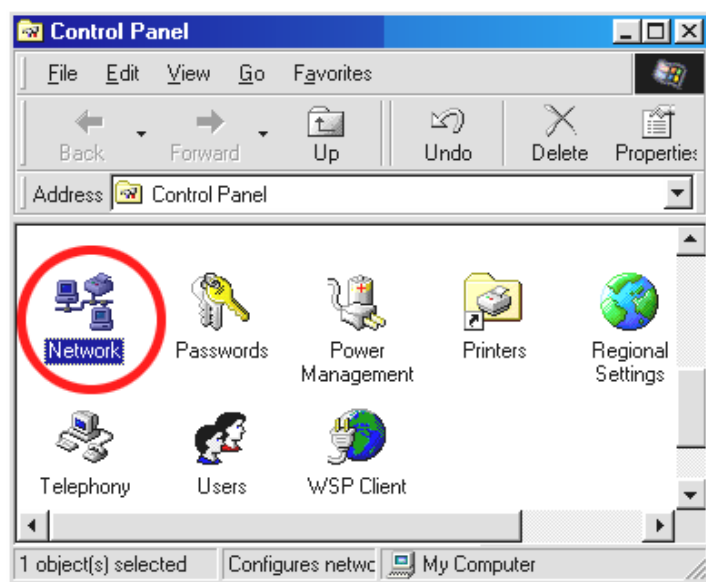 Control Panel
File Edit View Go Favorites
Back Forward Up Undo Delete Properties
Address Control Panel
Network Passwords Power Management Printers Regional Settings
Telephony Users WSP Client
1 object(s) selected Configures netwc My Computer